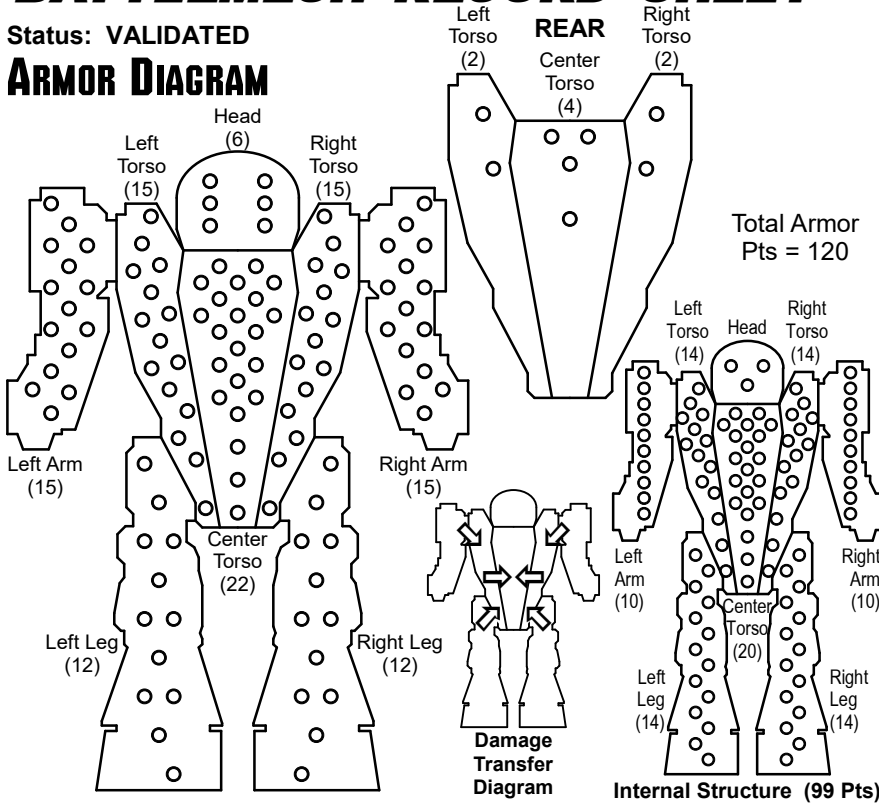 BATTLEMECH RECORD SHEET
Status: VALIDATED
ARMOR DIAGRAM
Head
(6)
Left
Torso
(15)
Right
Torso
(15)
Left Arm
(15)
Right Arm
(15)
Center
Torso
(22)
Left Leg
(12)
Right Leg
(12)
Left
Torso
(2)
REAR
Center
Torso
(4)
Right
Torso
(2)
Total Armor
Pts = 120
Damage
Transfer
Diagram
Left
Torso
(14)
Head
Right
Torso
(14)
Left
Arm
(10)
Right
Arm
(10)
Center
Torso
(20)
Left
Leg
(14)
Right
Leg
(14)
Internal Structure (99 Pts)